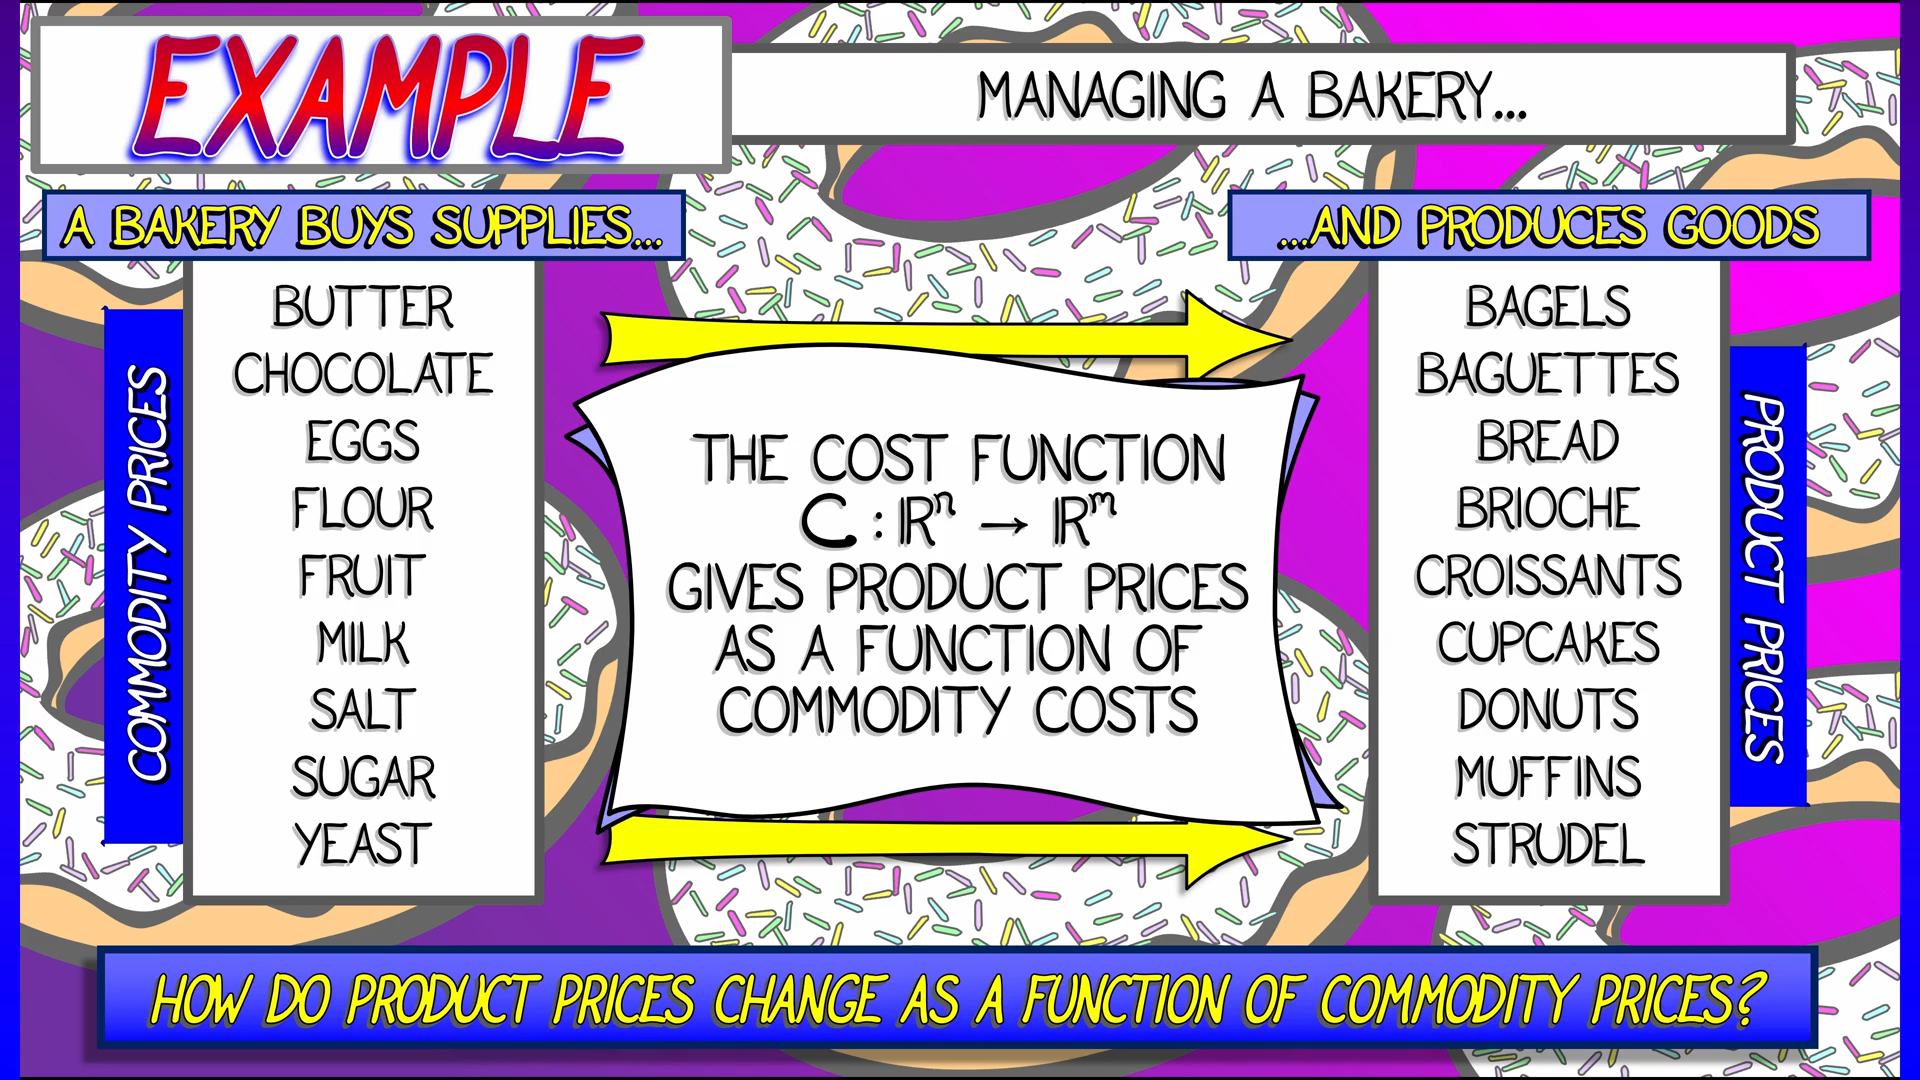 EXAMPLE
MANAGING A BAKERY...
A BAKERY BUYS SUPPLIES...
...AND PRODUCES GOODS
COMMODITY PRICES
BUTTER
CHOCOLATE
EGGS
FLOUR
FRUIT
MILK
SALT
SUGAR
YEAST
THE COST FUNCTION
C : ℝⁿ → ℝᵐ
GIVES PRODUCT PRICES
AS A FUNCTION OF
COMMODITY COSTS
BAGELS
BAGUETTES
BREAD
BRIOCHE
CROISSANTS
CUPCAKES
DONUTS
MUFFINS
STRUDEL
PRODUCT PRICES
HOW DO PRODUCT PRICES CHANGE AS A FUNCTION OF COMMODITY PRICES?